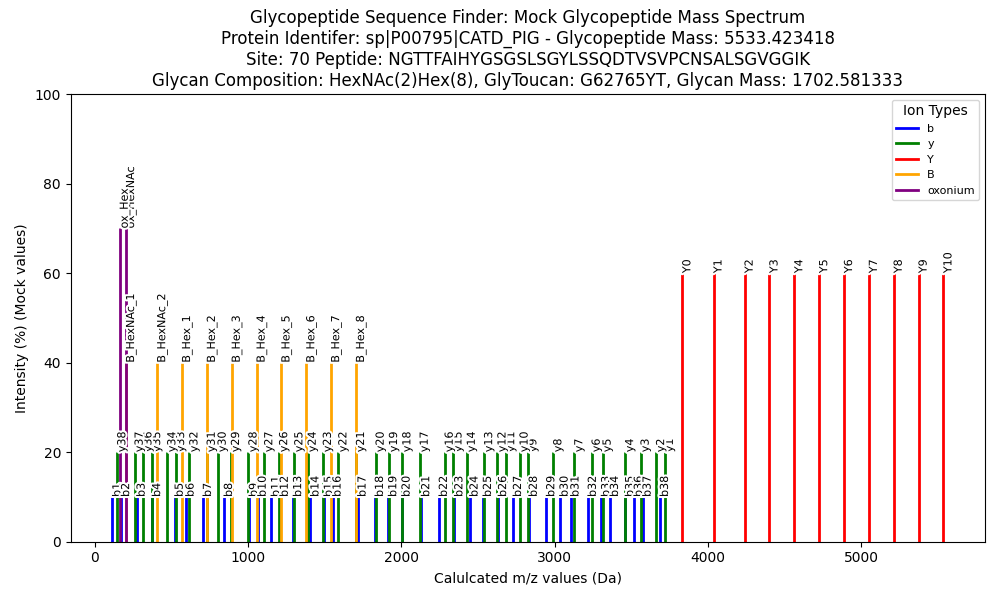 Glycopeptide Sequence Finder: Mock Glycopeptide Mass Spectrum
Protein Identifer: sp|P00795|CATD_PIG - Glycopeptide Mass: 5533.423418
Site: 70 Peptide: NGTTFAIHYGSGSLSGYLSSQDTVSVPCNSALSGVGGIK
Glycan Composition: HexNAc(2)Hex(8), GlyToucan: G62765YT, Glycan Mass: 1702.581333
Intensity (%) (Mock values)
100
80
60
40
20
0
Ion Types
b
y
Y
B
oxonium
ox_Hex
ox_HexNAc
B_HexNAc_1
B_HexNAc_2
B_Hex_1
B_Hex_2
B_Hex_3
B_Hex_4
B_Hex_5
B_Hex_6
B_Hex_7
B_Hex_8
Y0
Y1
Y2
Y3
Y4
Y5
Y6
Y7
Y8
Y9
Y10
y38
y37
y36
y35
y34
y33
y32
y31
y30
y29
y28
y27
y26
y25
y24
y23
y22
y21
y20
y19
y18
y17
y16
y15
y14
y13
y12
y11
y10
y9
y8
y7
y6
y5
y4
y3
y2
y1
b1
b2
b3
b4
b5
b6
b7
b8
b9
b10
b11
b12
b13
b14
b15
b16
b17
b18
b19
b20
b21
b22
b23
b24
b25
b26
b27
b28
b29
b30
b31
b32
b33
b34
b35
b36
b37
b38
0
1000
2000
3000
4000
5000
Calulcated m/z values (Da)